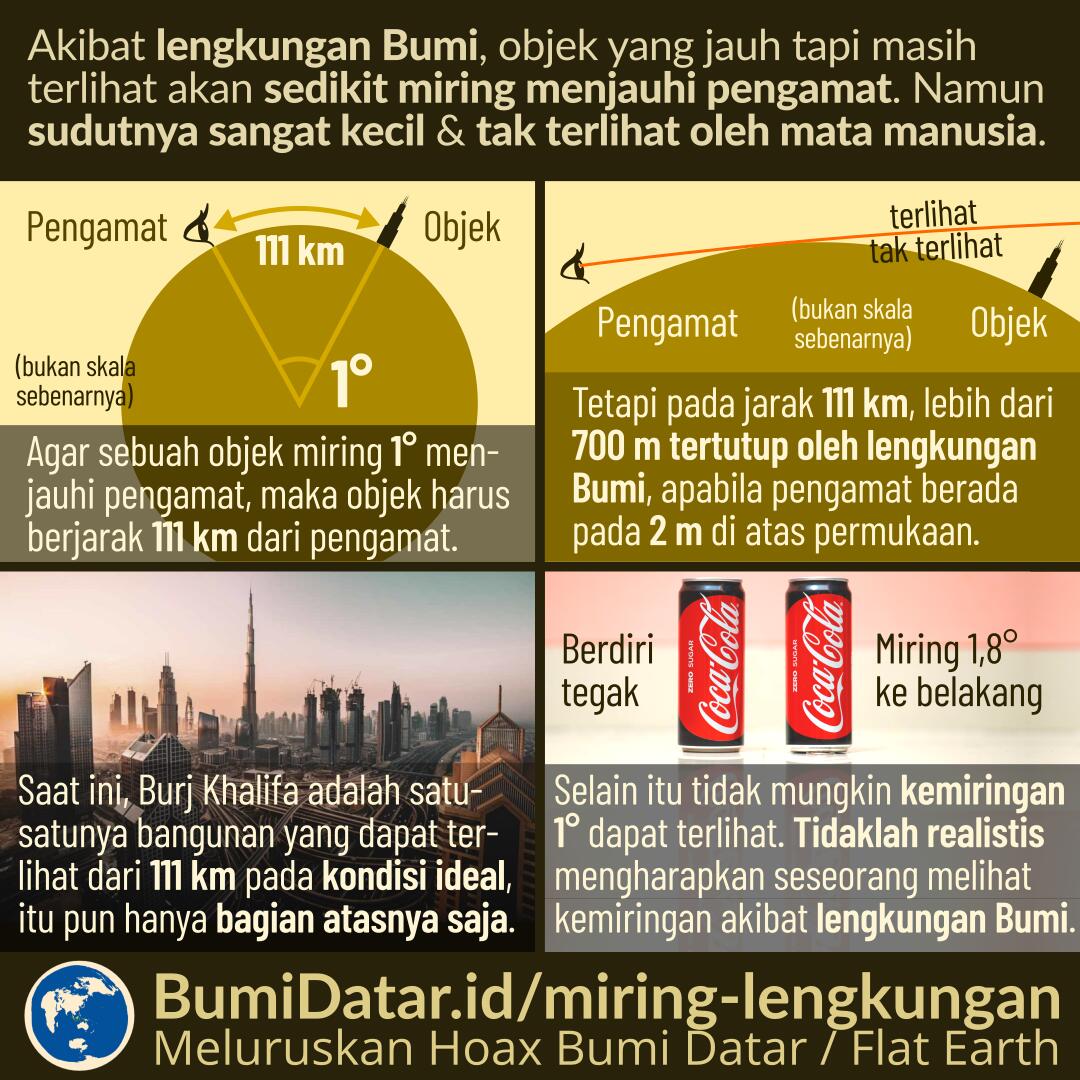 Akibat lengkungan Bumi, objek yang jauh tapi masih
terlihat akan sedikit miring menjauhi pengamat. Namun
sudutnya sangat kecil & tak terlihat oleh mata manusia.
Pengamat
Objek
111 km
1°
(bukan skala
sebenarnya)
Agar sebuah objek miring 1° men-
jauhi pengamat, maka objek harus
berjarak 111 km dari pengamat.
terlihat
tak terlihat
Pengamat
(bukan skala
sebenarnya)
Objek
Tetapi pada jarak 111 km, lebih dari
700 m tertutup oleh lengkungan
Bumi, apabila pengamat berada
pada 2 m di atas permukaan.
Saat ini, Burj Khalifa adalah satu-
satunya bangunan yang dapat ter-
lihat dari 111 km pada kondisi ideal,
itu pun hanya bagian atasnya saja.
Berdiri
tegak
Coca-Cola
ZERO SUGAR
Coca-Cola
ZERO SUGAR
Miring 1,8°
ke belakang
Selain itu tidak mungkin kemiringan
1° dapat terlihat. Tidaklah realistis
mengharapkan seseorang melihat
kemiringan akibat lengkungan Bumi.
BumiDatar.id/miring-lengkungan
Meluruskan Hoax Bumi Datar / Flat Earth